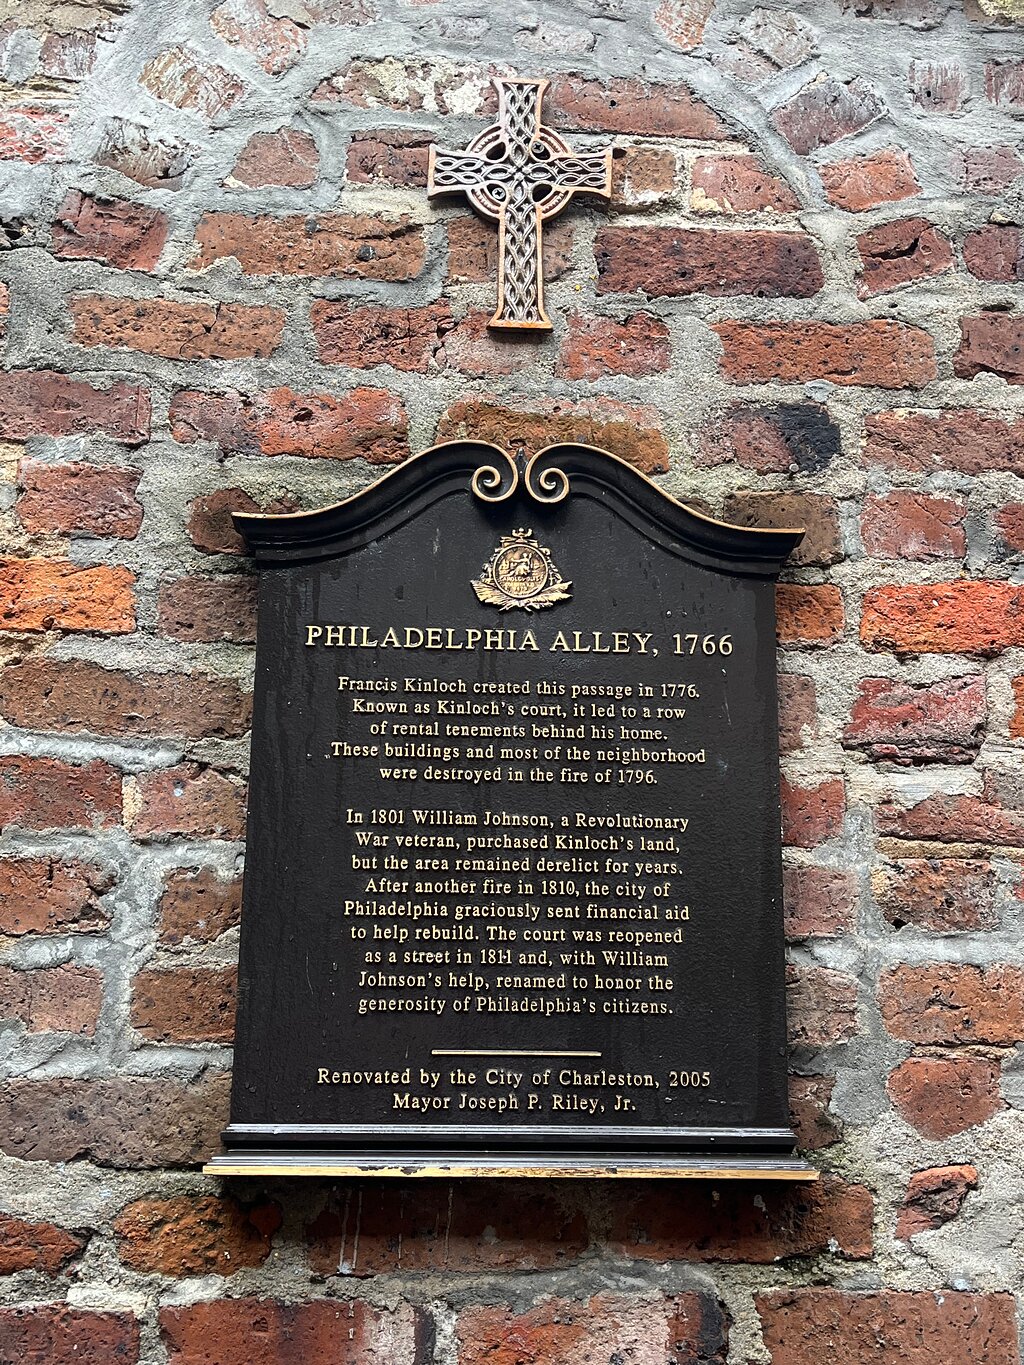 PHILADELPHIA ALLEY, 1766
Francis Kinloch created this passage in 1776.
Known as Kinloch's court, it led to a row
of rental tenements behind his home.
These buildings and most of the neighborhood
were destroyed in the fire of 1796.
In 1801 William Johnson, a Revolutionary
War veteran, purchased Kinloch's land,
but the area remained derelict for years.
After another fire in 1810, the city of
Philadelphia graciously sent financial aid
to help rebuild. The court was reopened
as a street in 1811 and, with William
Johnson's help, renamed to honor the
generosity of Philadelphia's citizens.
Renovated by the City of Charleston, 2005
Mayor Joseph P. Riley, Jr.